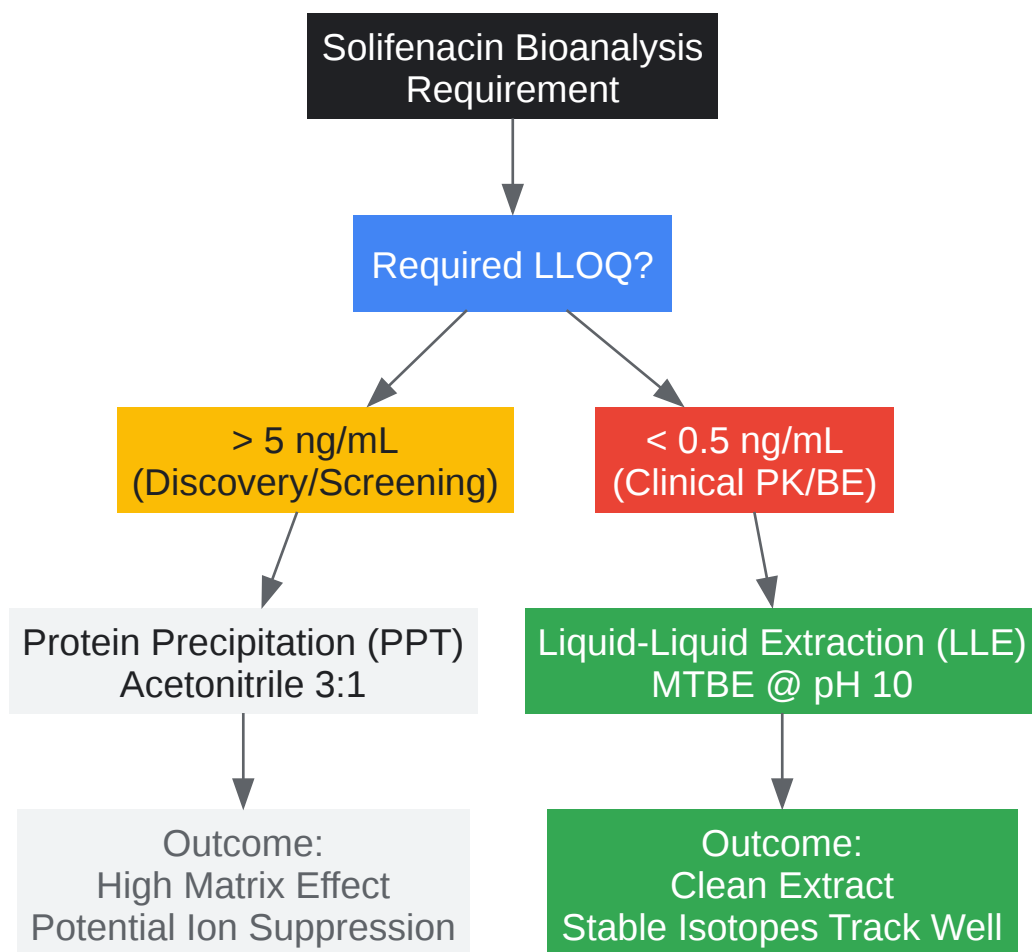 Solifenacin Bioanalysis
Requirement
Required LLOQ?
> 5 ng/mL
(Discovery/Screening)
< 0.5 ng/mL
(Clinical PK/BE)
Protein Precipitation (PPT)
Acetonitrile 3:1
Liquid-Liquid Extraction (LLE)
MTBE @ pH 10
Outcome:
High Matrix Effect
Potential Ion Suppression
Outcome:
Clean Extract
Stable Isotopes Track Well